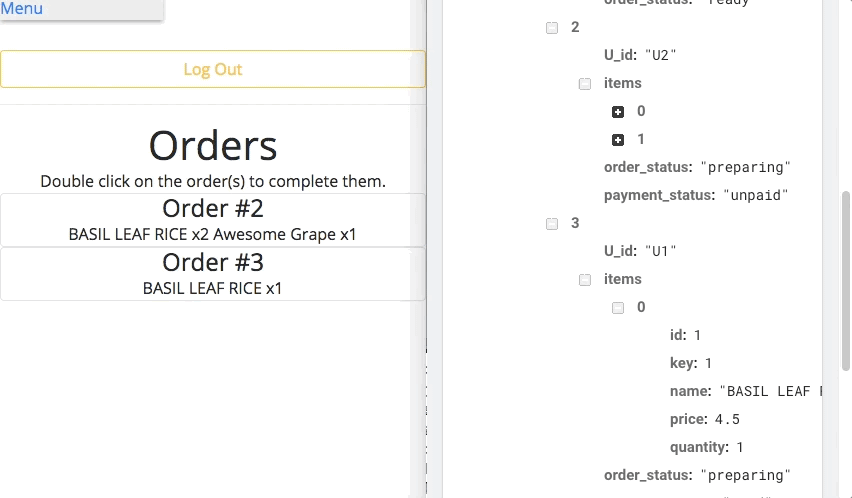 Menu
Log Out
Orders
Double click on the order(s) to complete them.
Order #2
BASIL LEAF RICE x2 Awesome Grape x1
Order #3
BASIL LEAF RICE x1
order_status: "ready"
2
U_id: "U2"
items
0
1
order_status: "preparing"
payment_status: "unpaid"
3
U_id: "U1"
items
0
id: 1
key: 1
name: "BASIL LEAF
price: 4.5
quantity: 1
order_status: "preparing"